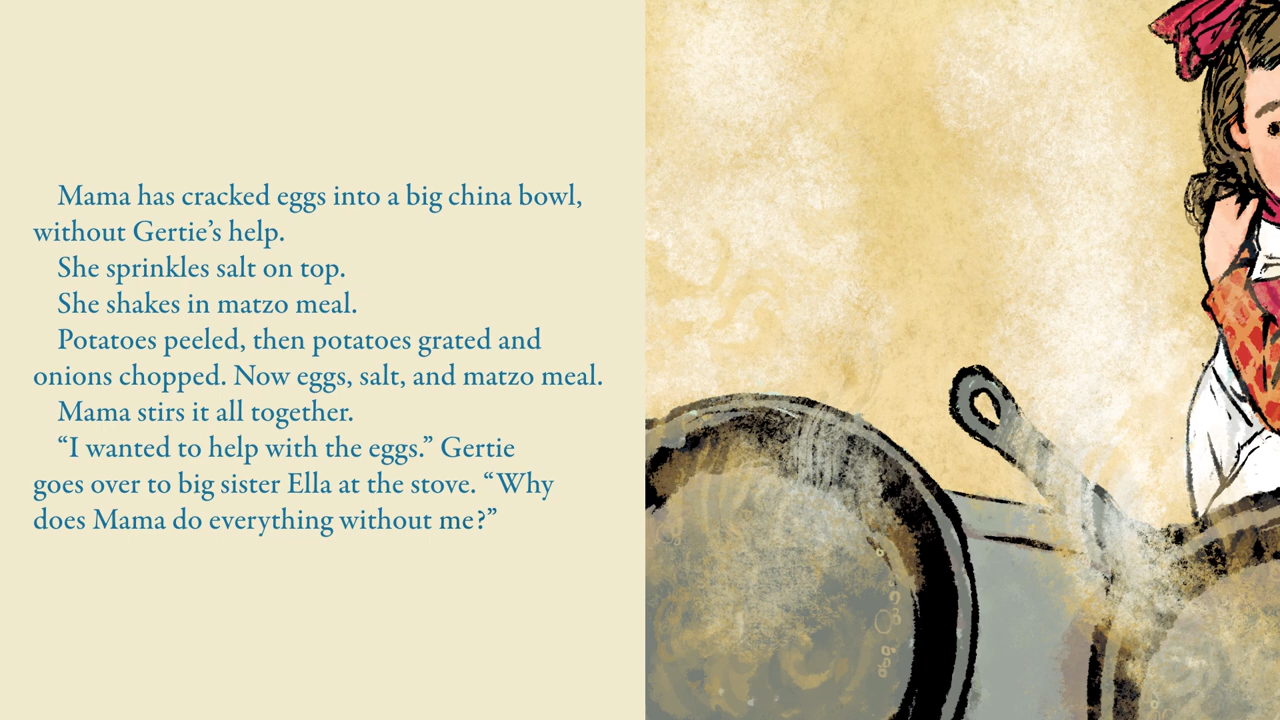 Mama has cracked eggs into a big china bowl,
without Gertie’s help.
She sprinkles salt on top.
She shakes in matzo meal.
Potatoes peeled, then potatoes grated and
onions chopped. Now eggs, salt, and matzo meal.
Mama stirs it all together.
“I wanted to help with the eggs.” Gertie
goes over to big sister Ella at the stove. “Why
does Mama do everything without me?”